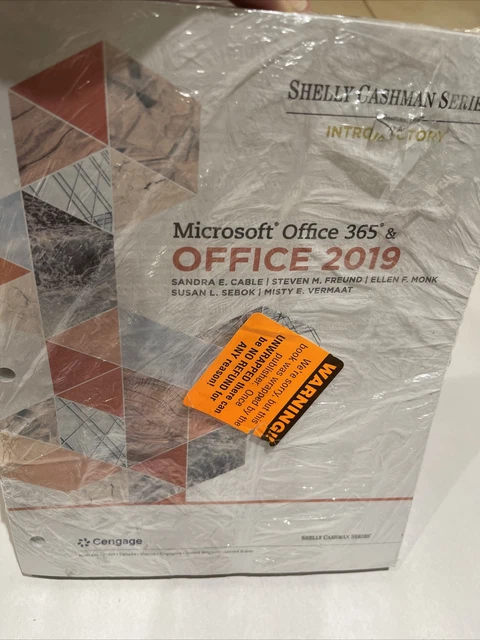 SHELLY CASHMAN SERIE
INTRODUCTORY
Microsoft® Office 365® &
OFFICE 2019
SANDRA E. CABLE | STEVEN M. FREUND | ELLEN F. MONK
SUSAN L. SEBOK | MISTY E. VERMAAT
WARNING!!
We're sorry, but this
book was wrapped by the
publisher. Once
UNWRAPPED there can
be NO REFUND for
ANY reason!
Cengage
SHELLY CASHMAN SERIES®